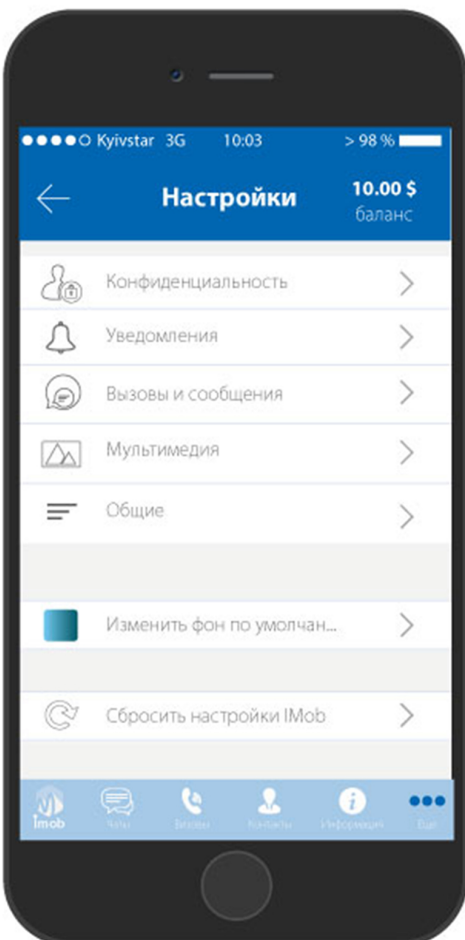 Kyivstar 3G 10:03 > 98 %
Настройки
10.00 $
баланс
Конфиденциальность
Уведомления
Вызовы и сообщения
Мультимедия
Общие
Изменить фон по умолчан...
Сбросить настройки IMob
imob Чаты Вызовы Контакты Информация Еще